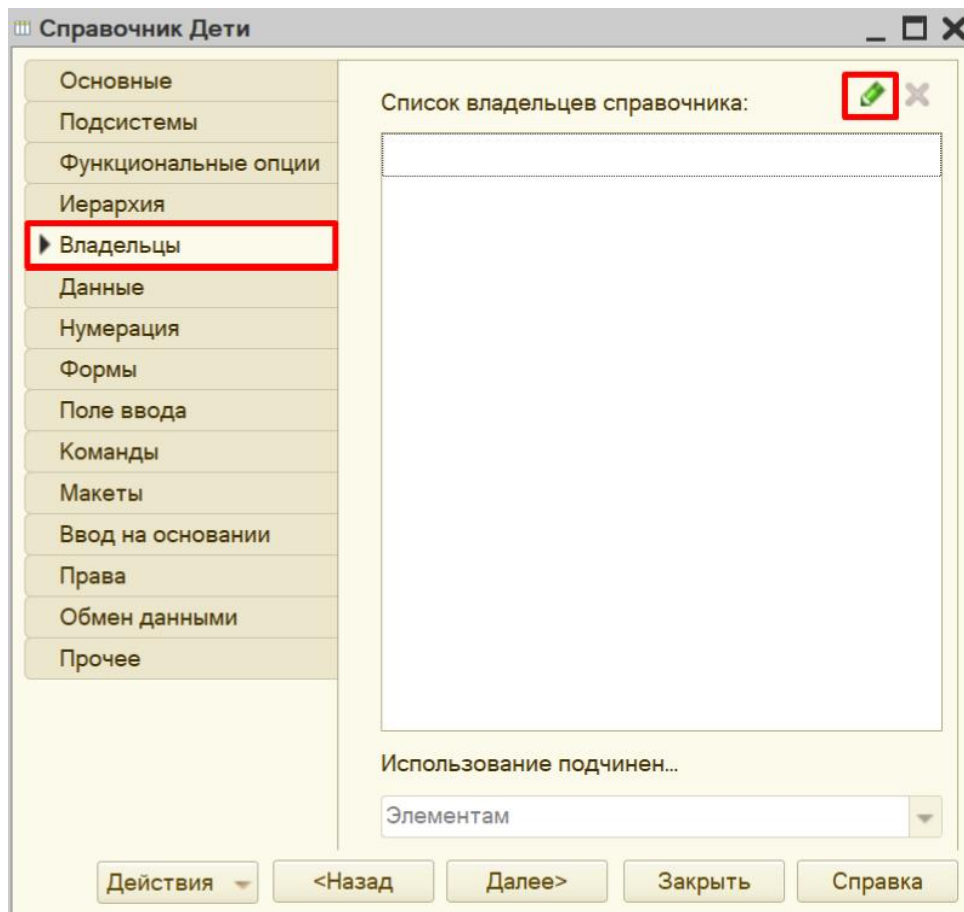 Справочник Дети
Основные
Подсистемы
Функциональные опции
Иерархия
Владельцы
Данные
Нумерация
Формы
Поле ввода
Команды
Макеты
Ввод на основании
Права
Обмен данными
Прочее
Список владельцев справочника:
Использование подчинен...
Элементам
Действия
<Назад
Далее>
Закрыть
Справка